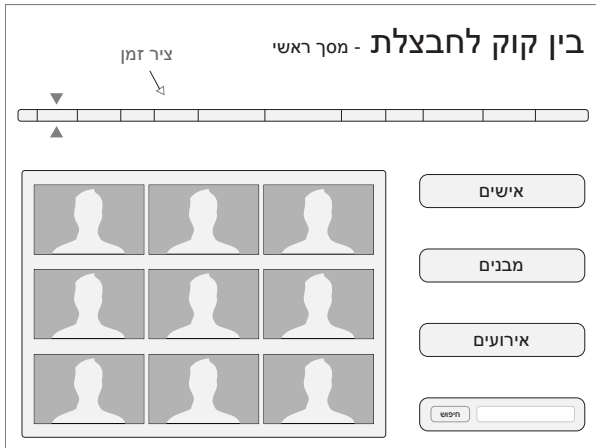 בין קוק לחבצלת - מסך ראשי
ציר זמן
אישים
מבנים
אירועים
חיפוש